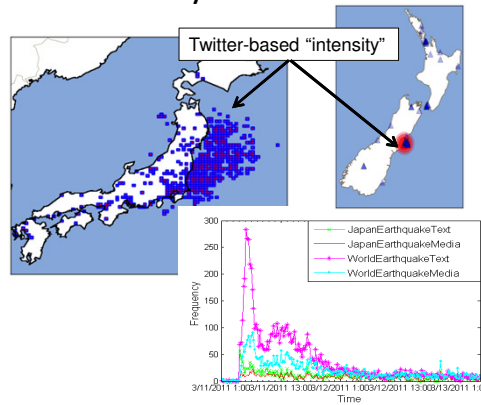 Twitter-based “intensity”
300
250
200
150
100
50
0
Frequency
JapanEarthquakeText
JapanEarthquakeMedia
WorldEarthquakeText
WorldEarthquakeMedia
Time